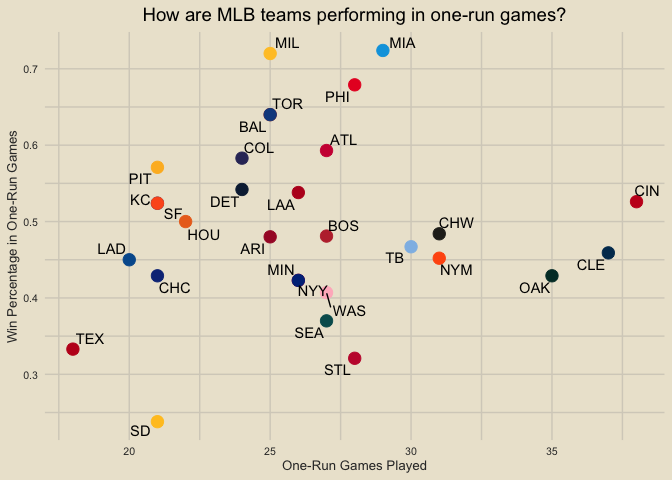 How are MLB teams performing in one-run games?
Win Percentage in One-Run Games
0.7
0.6
0.5
0.4
0.3
MIL
MIA
PHI
TOR
BAL
ATL
COL
PIT
DET
LAA
KC
SF
HOU
CIN
BOS
CHW
ARI
LAD
TB
NYM
CLE
MIN
CHC
OAK
NYY
WAS
SEA
TEX
STL
SD
20
25
30
35
One-Run Games Played